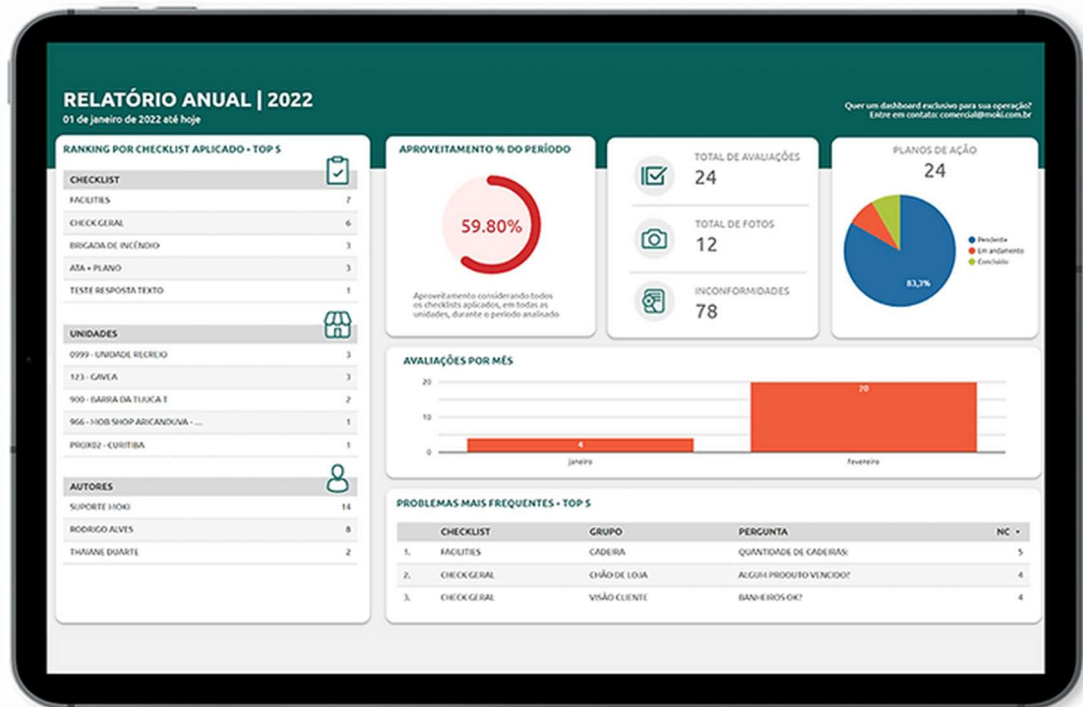 RELATÓRIO ANUAL | 2022
01 de janeiro de 2022 até hoje
Quer um dashboard exclusivo para sua operação?
Entre em contato: comercial@moki.com.br
RANKING POR CHECKLIST APLICADO • TOP 5
CHECKLIST
FACILITIES 7
CHECK GERAL 6
BRIGADA DE INCÊNDIO 3
ATA + PLANO 3
TESTE RESPOSTA TEXTO 1
UNIDADES
0999 - UNIDADE RECREIO 3
123 - GAVEA 3
900 - BARRA DA TIJUCA T 2
966 - MOB SHOP ARICANDUVA - ... 1
PROX02 - CURITIBA 1
AUTORES
SUPORTE MOKI 14
RODRIGO ALVES 8
THAIANE DUARTE 2
APROVEITAMENTO % DO PERÍODO
59.80%
Aproveitamento considerando todos
os checklists aplicados, em todas as
unidades, durante o período analisado
TOTAL DE AVALIAÇÕES
24
TOTAL DE FOTOS
12
INCONFORMIDADES
78
PLANOS DE AÇÃO
24
83,3%
Pendente
Em andamento
Concluído
AVALIAÇÕES POR MÊS
20
10
0
4
20
janeiro
fevereiro
PROBLEMAS MAIS FREQUENTES • TOP 5
CHECKLIST GRUPO PERGUNTA NC
1. FACILITIES CADEIRA QUANTIDADE DE CADEIRAS: 5
2. CHECK GERAL CHÃO DE LOJA ALGUM PRODUTO VENCIDO? 4
3. CHECK GERAL VISÃO CLIENTE BANHEIROS OK? 4